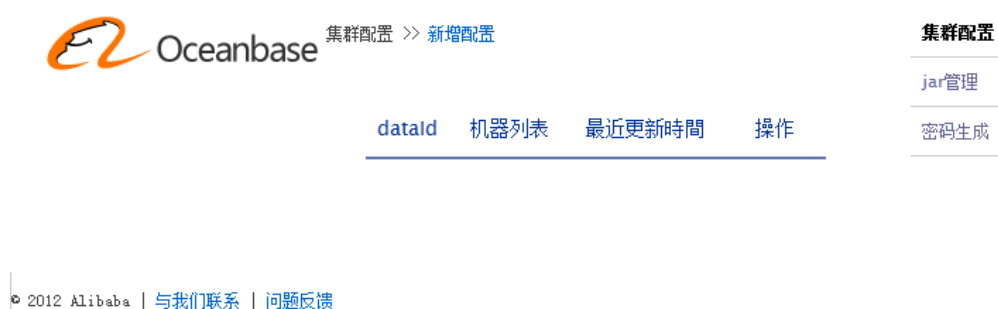 Oceanbase
集群配置 >> 新增配置
dataId 机器列表 最近更新時間 操作
集群配置
jar管理
密码生成
© 2012 Alibaba | 与我们联系 | 问题反馈